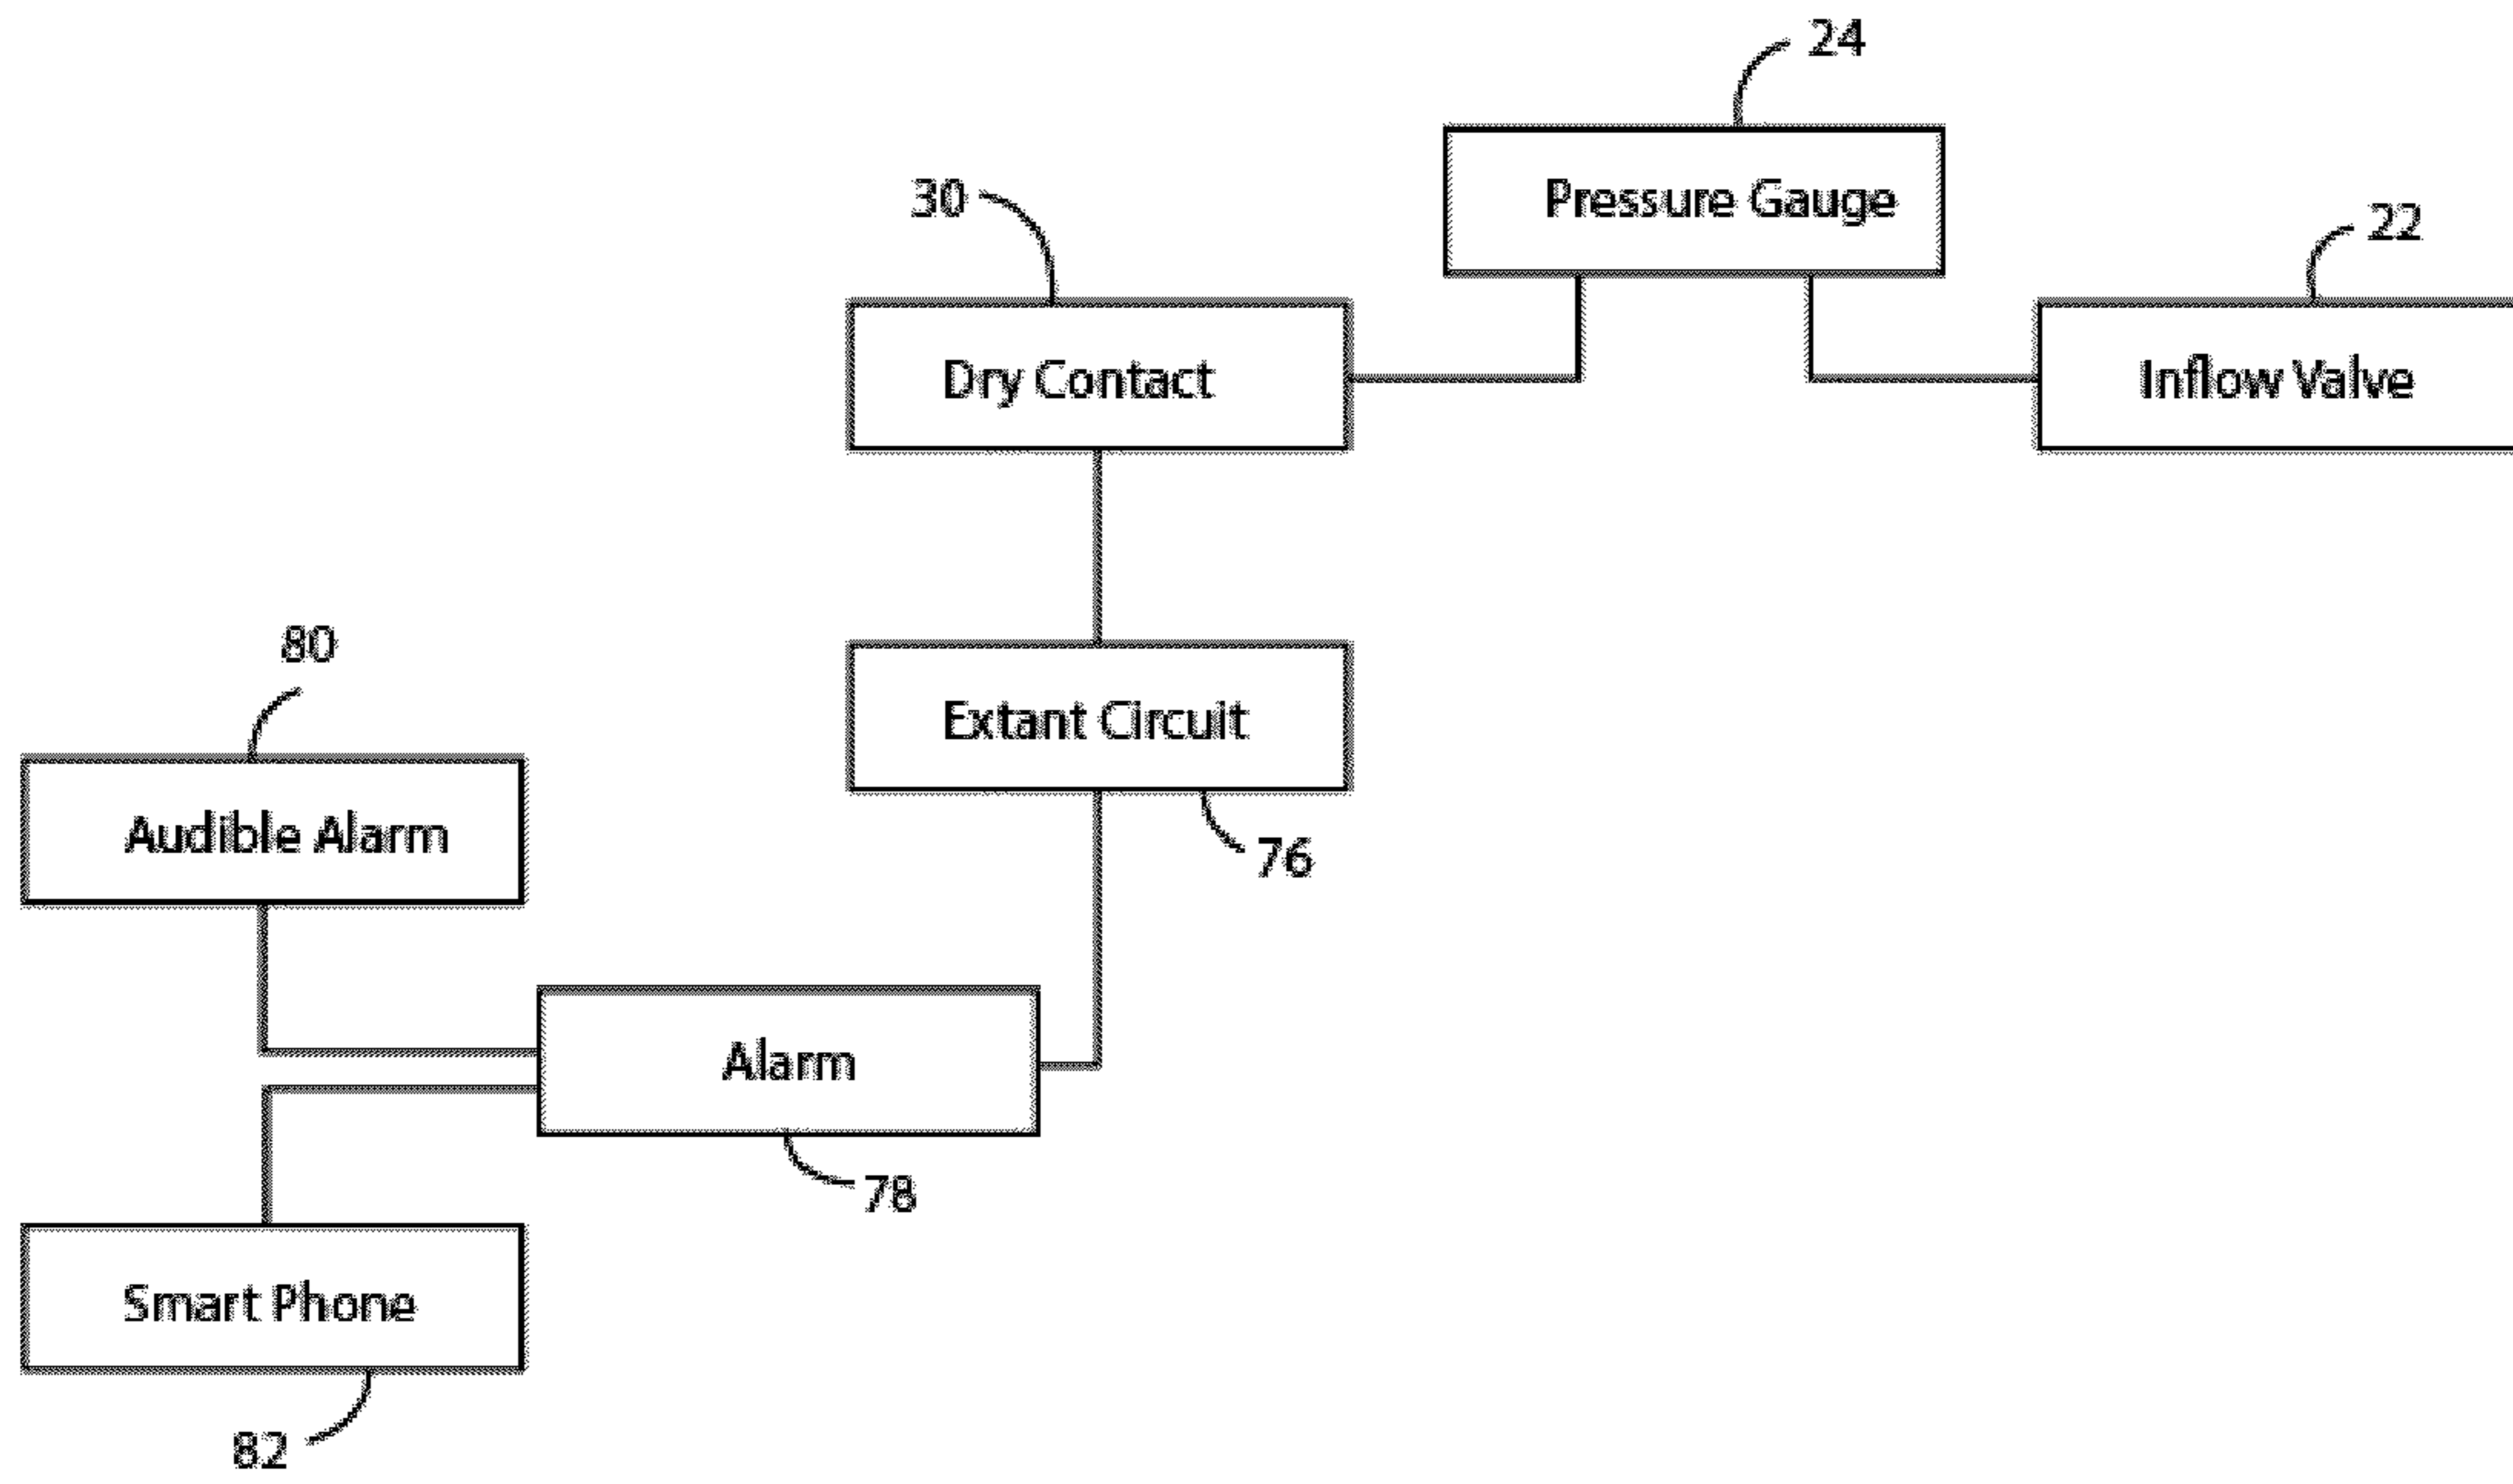 24
Pressure Gauge
30
22
Dry Contact
Inflow Valve
80
Extant Circuit
Audible Alarm
76
Alarm
78
Smart Phone
82